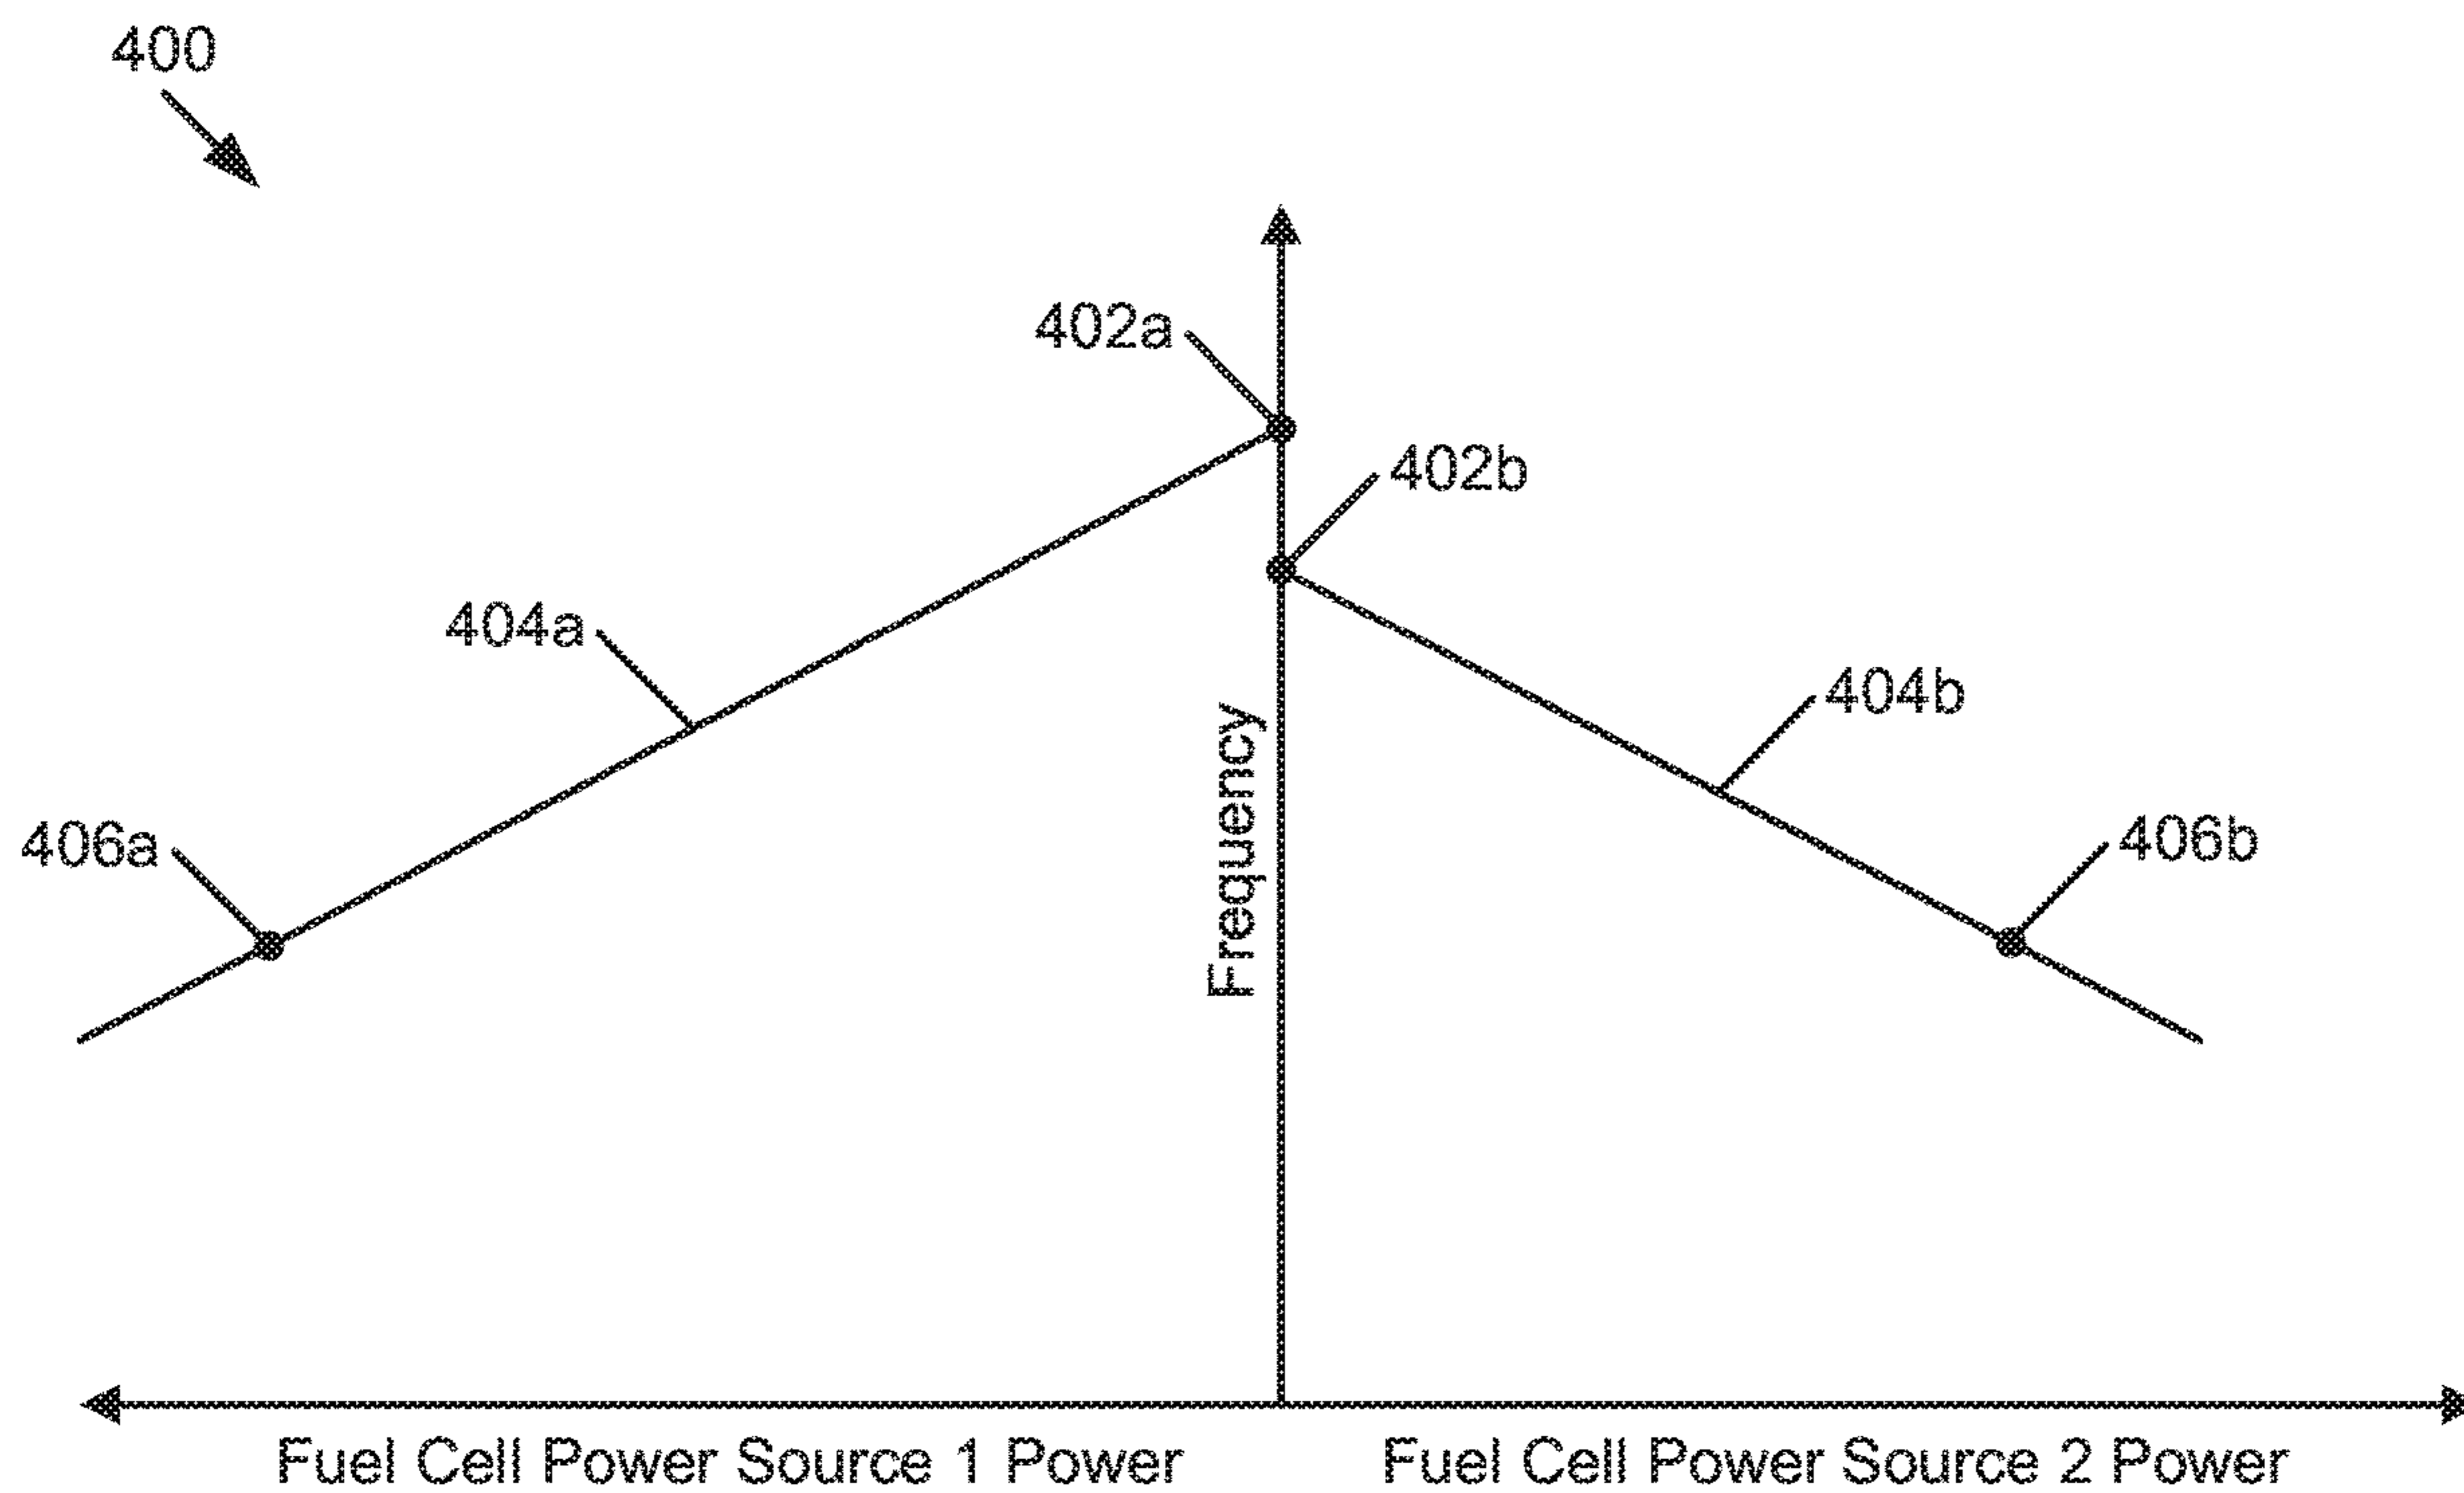 400
402a
402b
404a
404b
406a
406b
Frequency
Fuel Cell Power Source 1 Power
Fuel Cell Power Source 2 Power